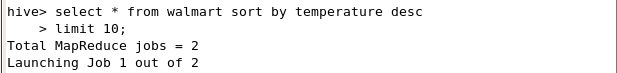 hive> select * from walmart sort by temperature desc
    > limit 10;
Total MapReduce jobs = 2
Launching Job 1 out of 2